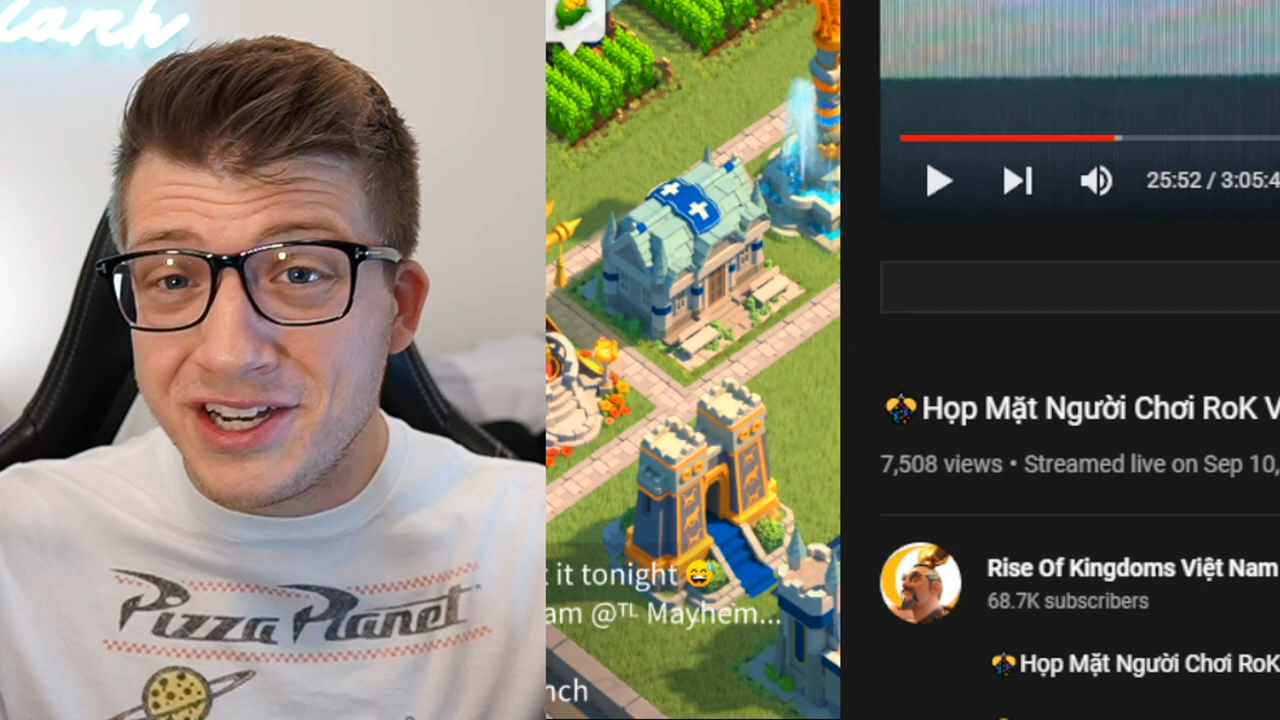 Pizza Planet
t it tonight 😅
am @TL Mayhem...
nch
25:52 / 3:05:4
Họp Mặt Người Chơi RoK V
7,508 views • Streamed live on Sep 10,
Rise Of Kingdoms Việt Nam
68.7K subscribers
Họp Mặt Người Chơi RoK